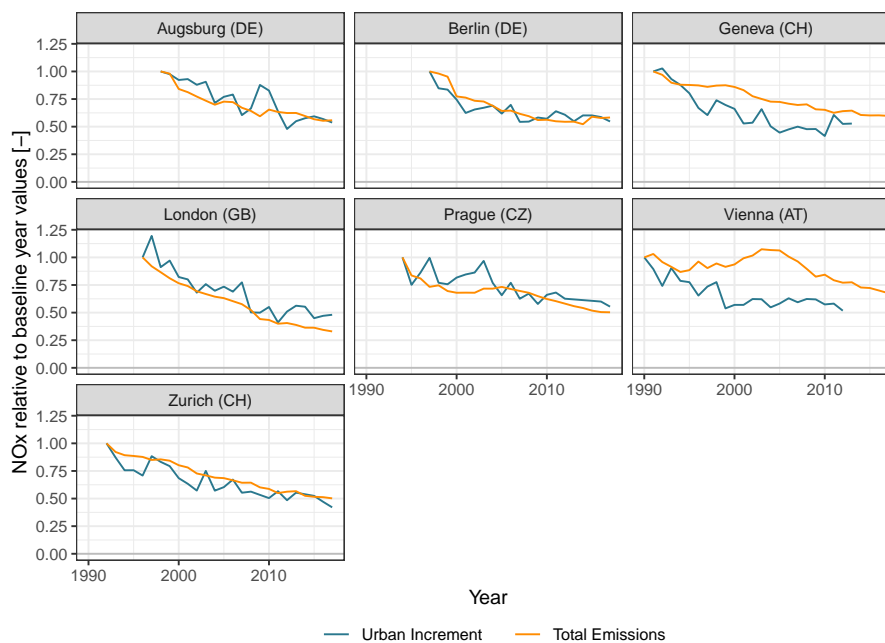 Augsburg (DE)
Berlin (DE)
Geneva (CH)
1.25
1.00
0.75
0.50
0.25
0.00
London (GB)
Prague (CZ)
Vienna (AT)
1.25
1.00
0.75
0.50
0.25
0.00
1990
2000
2010
1990
2000
2010
Zurich (CH)
1.25
1.00
0.75
0.50
0.25
0.00
1990
2000
2010
NOx relative to baseline year values [−]
Year
Urban Increment
Total Emissions